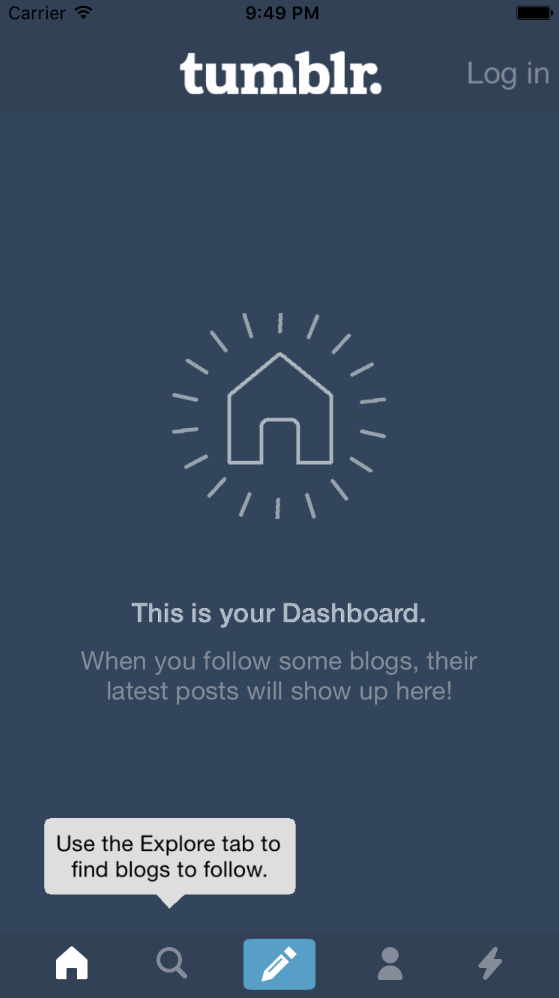 Carrier 9:49 PM
tumblr. Log in
This is your Dashboard.
When you follow some blogs, their
latest posts will show up here!
Use the Explore tab to
find blogs to follow.